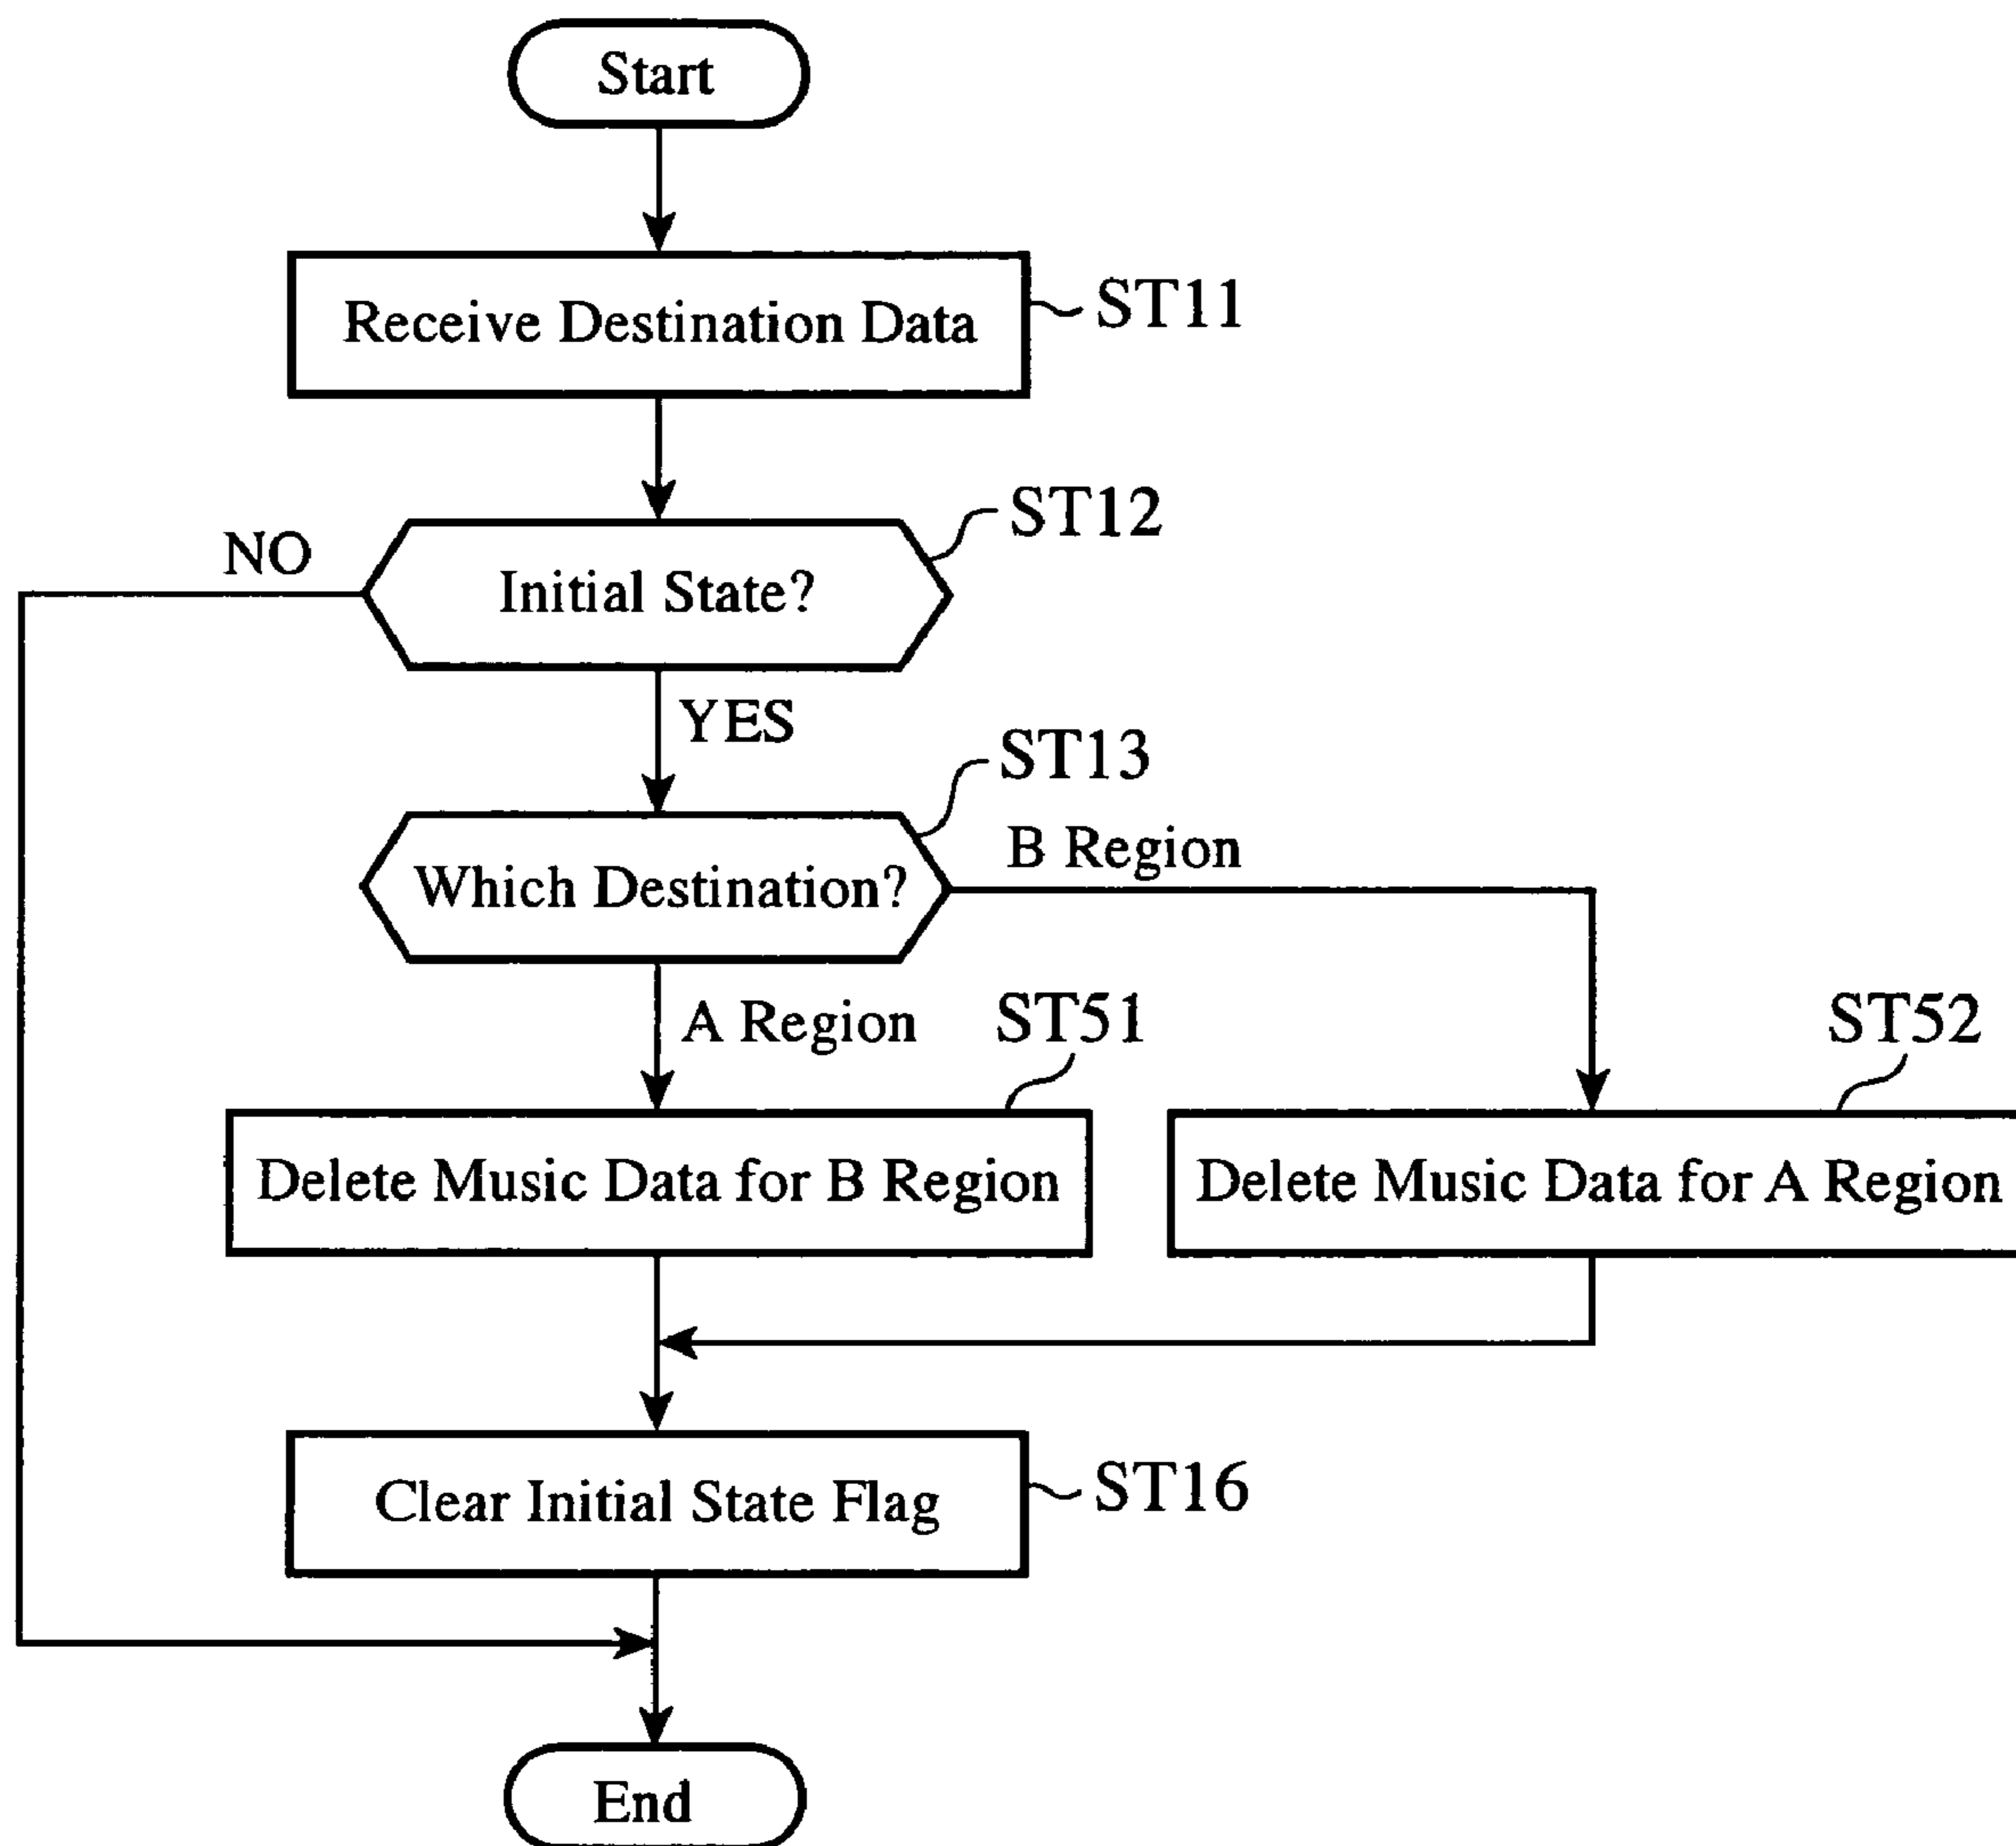 Start
Receive Destination Data
ST11
ST12
NO
Initial State?
YES
ST13
B Region
Which Destination?
A Region
ST51
ST52
Delete Music Data for B Region
Delete Music Data for A Region
Clear Initial State Flag
ST16
End